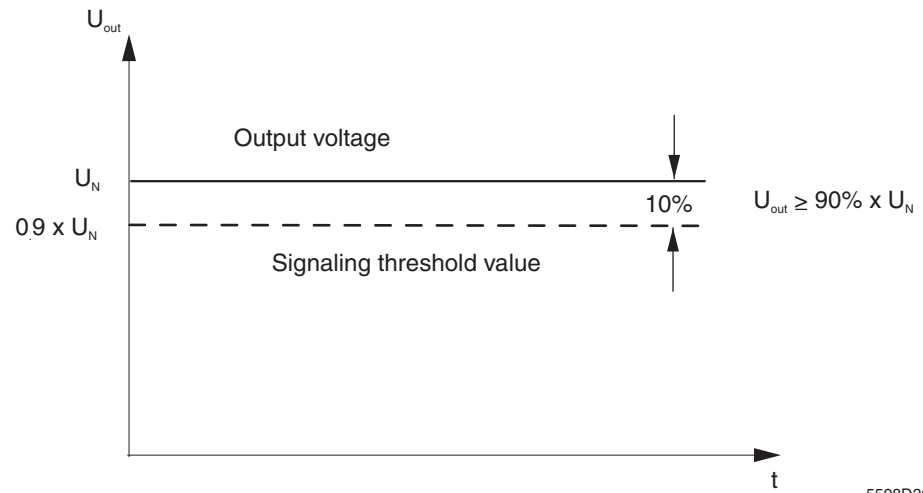 U_out
Output voltage
U_N
10%
U_out ≥ 90% x U_N
0.9 x U_N
Signaling threshold value
t